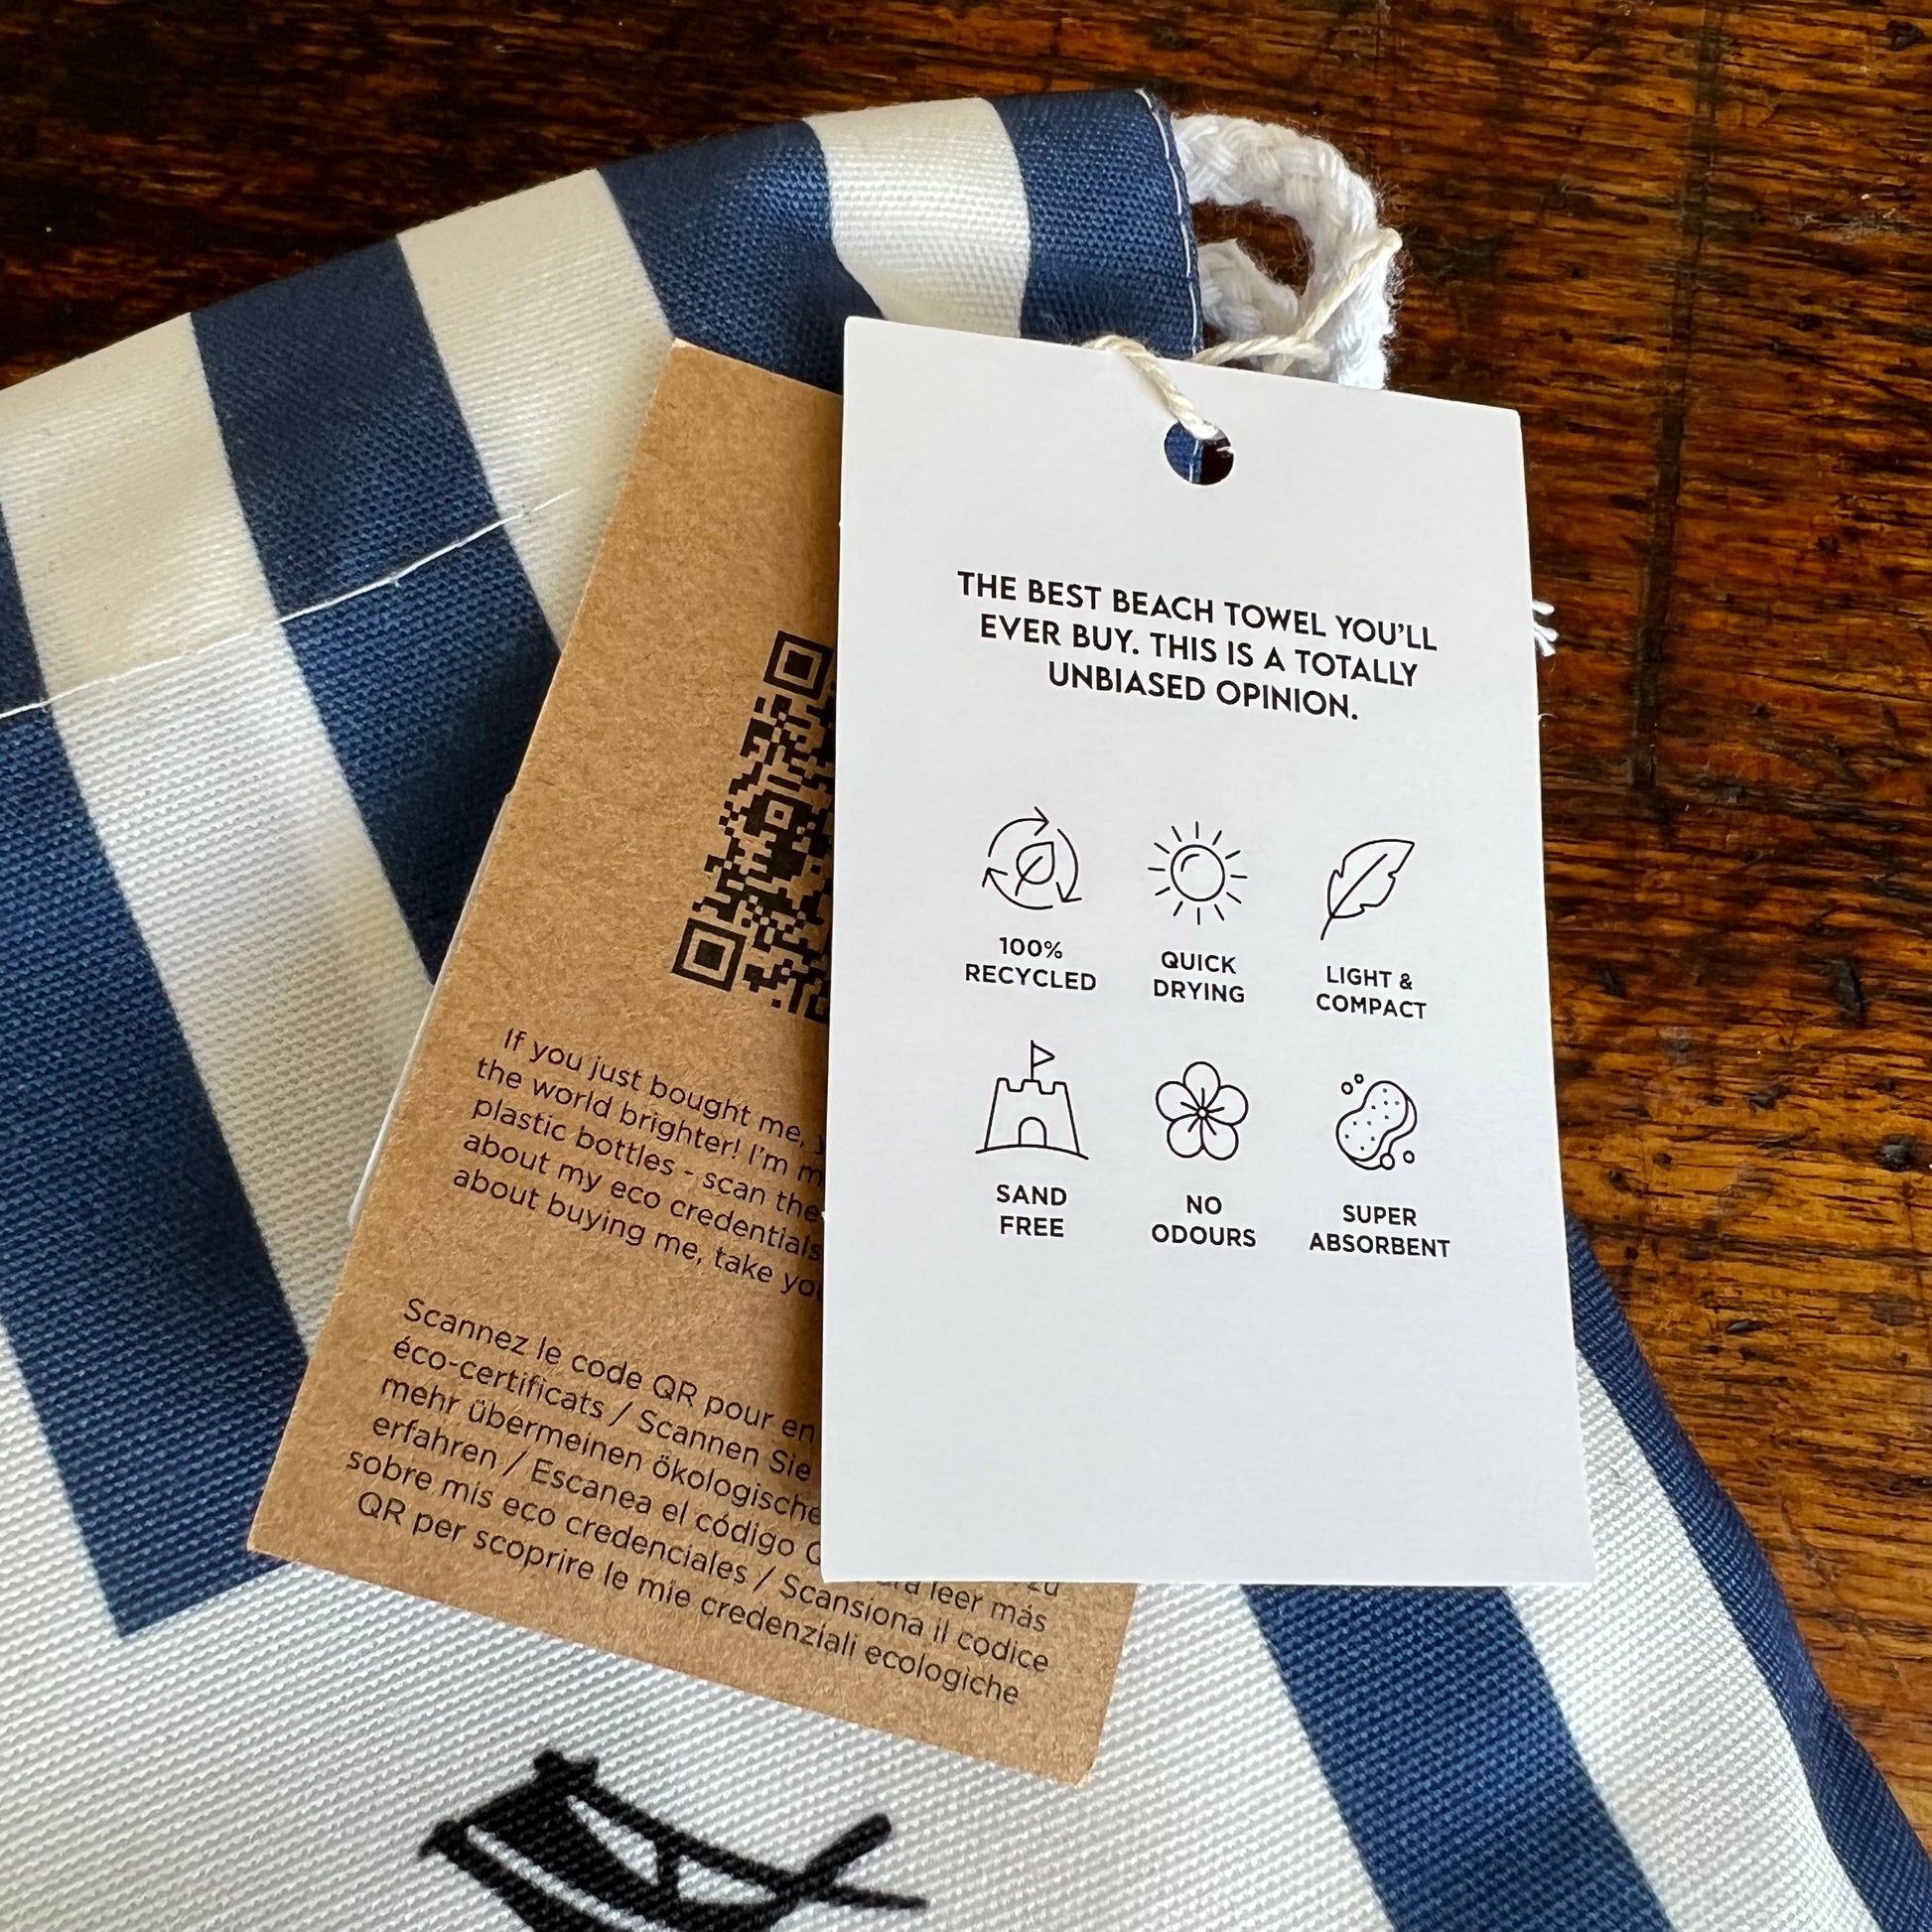 THE BEST BEACH TOWEL YOU'LL
EVER BUY. THIS IS A TOTALLY
UNBIASED OPINION.
100%
RECYCLED
QUICK
DRYING
LIGHT &
COMPACT
SAND
FREE
NO
ODOURS
SUPER
ABSORBENT
If you just bought me,
the world brighter! I'm
plastic bottles - scan the
about my eco credentials
about buying me, take
Scannez le code QR pour en
éco-certificats / Scannen Sie
mehr übermeinen ökologische
erfahren / Escanea el código zu
sobre mis eco credenciales / leer más
QR per scoprire le mie credenziali ecologiche
Scansiona il codice